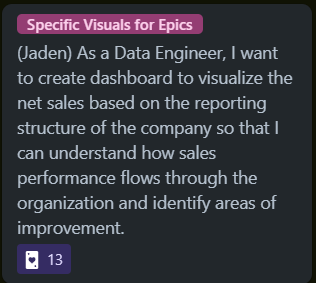 Specific Visuals for Epics
(Jaden) As a Data Engineer, I want
to create dashboard to visualize the
net sales based on the reporting
structure of the company so that I
can understand how sales
performance flows through the
organization and identify areas of
improvement.
13